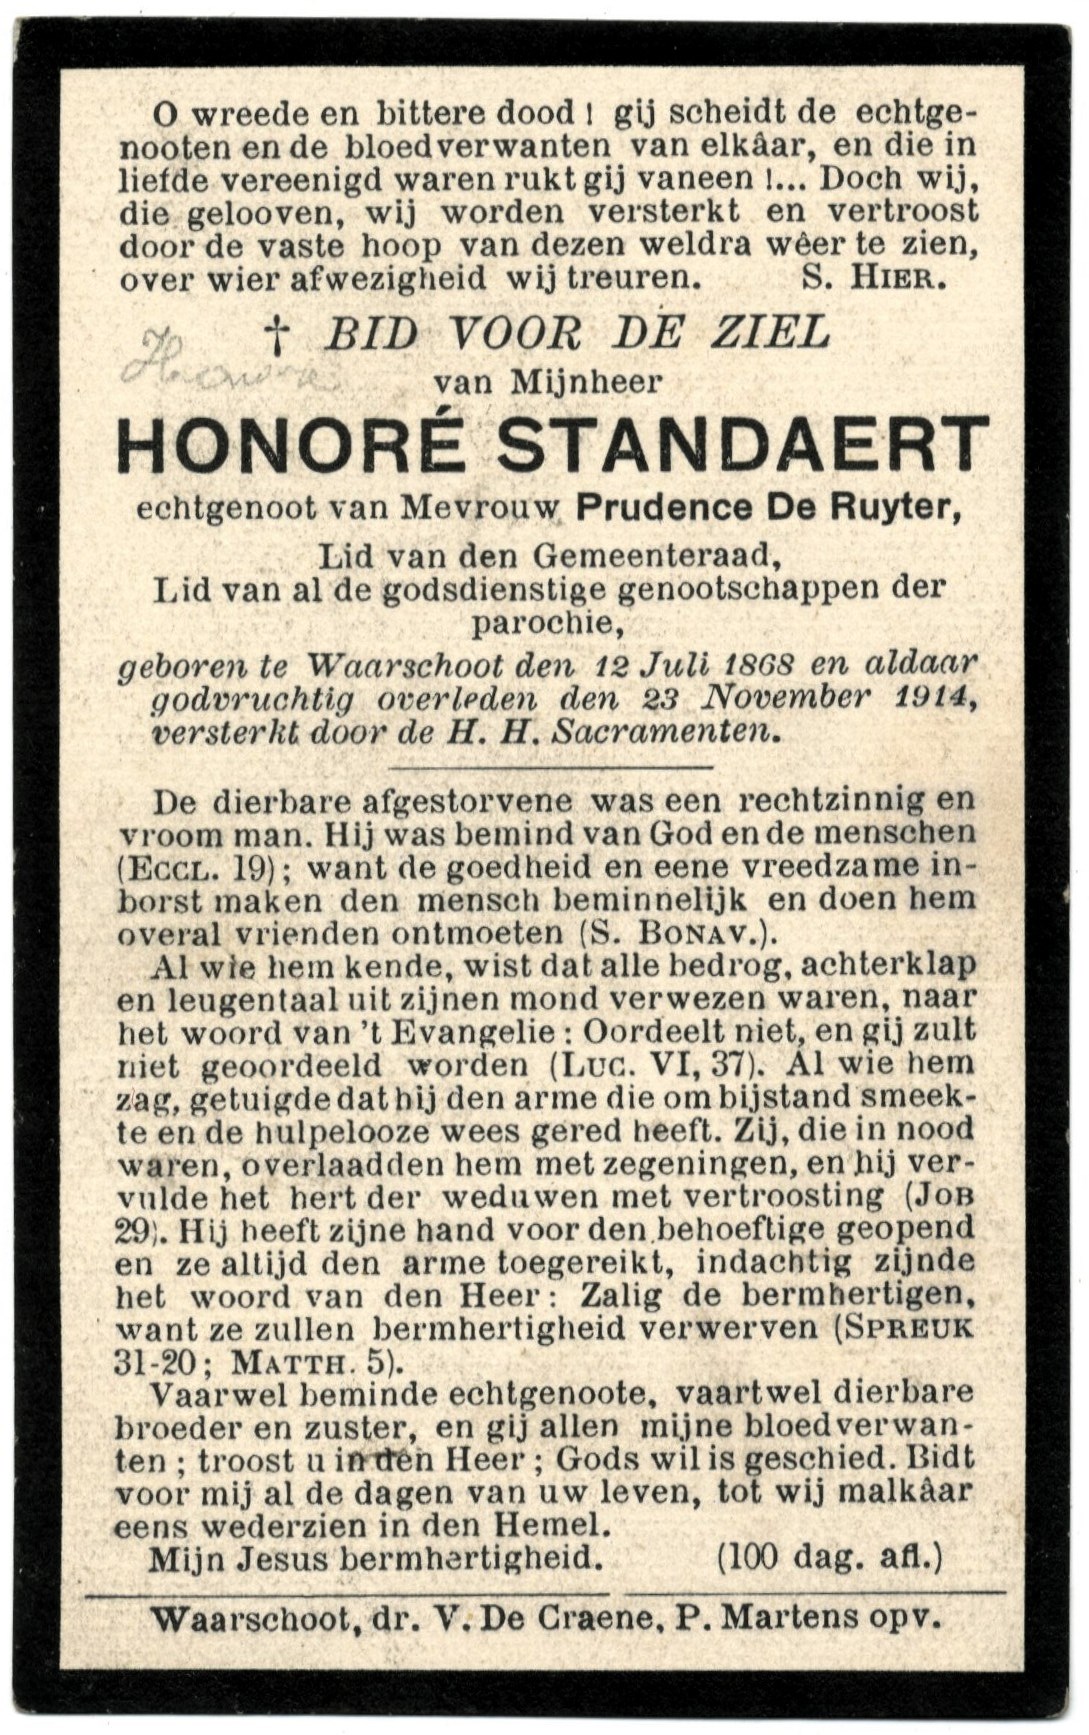 O wreede en bittere dood ! gij scheidt de echtge-
nooten en de bloedverwanten van elkâar, en die in
liefde vereenigd waren rukt gij vaneen !... Doch wij,
die gelooven, wij worden versterkt en vertroost
door de vaste hoop van dezen weldra wêer te zien,
over wier afwezigheid wij treuren. S. HIER.
† BID VOOR DE ZIEL
Honoré
van Mijnheer
HONORÉ STANDAERT
echtgenoot van Mevrouw Prudence De Ruyter,
Lid van den Gemeenteraad,
Lid van al de godsdienstige genootschappen der
parochie,
geboren te Waarschoot den 12 Juli 1868 en aldaar
godvruchtig overleden den 23 November 1914,
versterkt door de H. H. Sacramenten.
De dierbare afgestorvene was een rechtzinnig en
vroom man. Hij was bemind van God en de menschen
(ECCL. 19); want de goedheid en eene vreedzame in-
borst maken den mensch beminnelijk en doen hem
overal vrienden ontmoeten (S. BONAV.).
Al wie hem kende, wist dat alle bedrog, achterklap
en leugentaal uit zijnen mond verwezen waren, naar
het woord van 't Evangelie : Oordeelt niet, en gij zult
niet geoordeeld worden (LUC. VI, 37). Al wie hem
zag, getuigde dat hij den arme die om bijstand smeek-
te en de hulpelooze wees gered heeft. Zij, die in nood
waren, overlaadden hem met zegeningen, en hij ver-
vulde het hert der weduwen met vertroosting (JOB
29). Hij heeft zijne hand voor den behoeftige geopend
en ze altijd den arme toegereikt, indachtig zijnde
het woord van den Heer : Zalig de bermhertigen,
want ze zullen bermhertigheid verwerven (SPREUK
31-20 ; MATTH. 5).
Vaarwel beminde echtgenoote, vaartwel dierbare
broeder en zuster, en gij allen mijne bloedverwan-
ten ; troost u in den Heer ; Gods wil is geschied. Bidt
voor mij al de dagen van uw leven, tot wij malkâar
eens wederzien in den Hemel.
Mijn Jesus bermhertigheid. (100 dag. afl.)
Waarschoot, dr. V. De Craene, P. Martens opv.